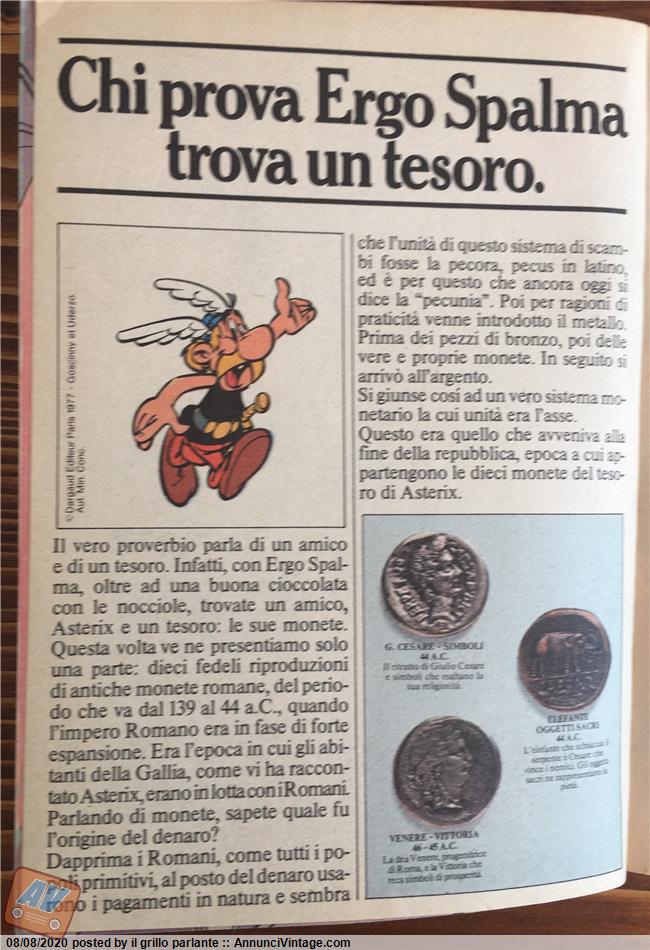 Chi prova Ergo Spalma
trova un tesoro.
© Dargaud Editeur Paris 1977 - Goscinny et Uderzo
Aut. Min. Conc.
Il vero proverbio parla di un amico
e di un tesoro. Infatti, con Ergo Spal-
ma, oltre ad una buona cioccolata
con le nocciole, trovate un amico,
Asterix e un tesoro: le sue monete.
Questa volta ve ne presentiamo solo
una parte: dieci fedeli riproduzioni
di antiche monete romane, del perio-
do che va dal 139 al 44 a.C., quando
l'impero Romano era in fase di forte
espansione. Era l'epoca in cui gli abi-
tanti della Gallia, come vi ha raccon-
tato Asterix, erano in lotta con i Romani.
Parlando di monete, sapete quale fu
l'origine del denaro?
Dapprima i Romani, come tutti i po-
poli primitivi, al posto del denaro usa-
rono i pagamenti in natura e sembra
che l'unità di questo sistema di scam-
bi fosse la pecora, pecus in latino,
ed è per questo che ancora oggi si
dice la "pecunia". Poi per ragioni di
praticità venne introdotto il metallo.
Prima dei pezzi di bronzo, poi delle
vere e proprie monete. In seguito si
arrivò all'argento.
Si giunse cosí ad un vero sistema mo-
netario la cui unità era l'asse.
Questo era quello che avveniva alla
fine della repubblica, epoca a cui ap-
partengono le dieci monete del teso-
ro di Asterix.
G. CESARE - SIMBOLI
44 A.C.
Il ritratto di Giulio Cesare
e simboli che esaltano la
sua religiosità.
ELEFANTE
OGGETTI SACRI
44 A.C.
L'elefante che schiaccia il
serpente è Cesare che
vince i nemici. Gli oggetti
sacri ne rappresentano la
pietà.
VENERE - VITTORIA
46 - 45 A.C.
La dea Venere, progenitrice
di Roma, e la Vittoria che
reca simboli di prosperità.
AV
08/08/2020 posted by il grillo parlante :: AnnunciVintage.com